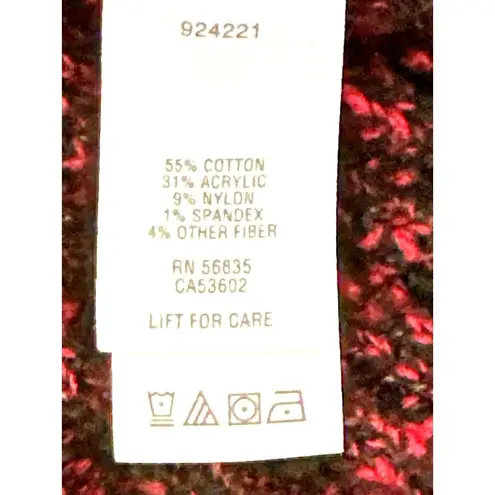 924221
55% COTTON
31% ACRYLIC
9% NYLON
1% SPANDEX
4% OTHER FIBER
RN 56835
CA53602
LIFT FOR CARE